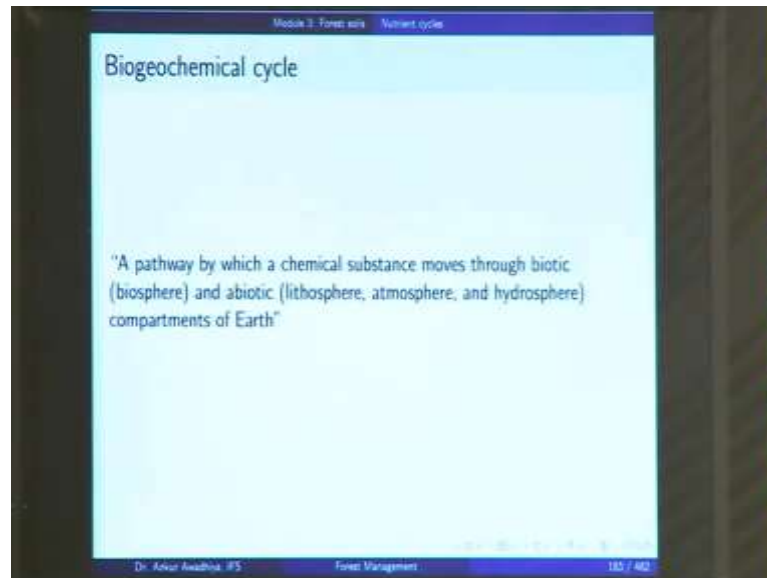 Module 3: Forest soils Nutrient cycles
Biogeochemical cycle
"A pathway by which a chemical substance moves through biotic
(biosphere) and abiotic (lithosphere, atmosphere, and hydrosphere)
compartments of Earth"
Dr. Ankur Awadhiya, IFS Forest Management 185 / 482